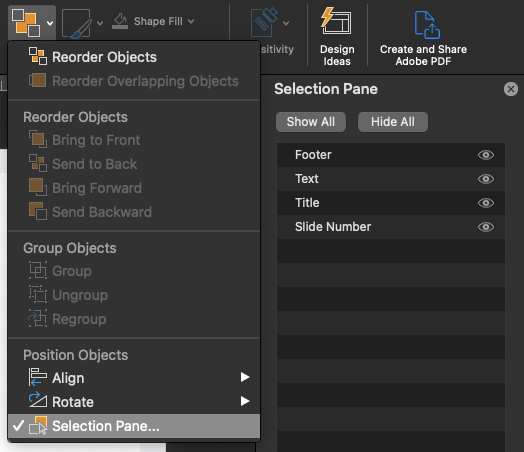 Shape Fill
sitivity
Design
Ideas
Create and Share
Adobe PDF
Reorder Objects
Reorder Overlapping Objects
Reorder Objects
Bring to Front
Send to Back
Bring Forward
Send Backward
Group Objects
Group
Ungroup
Regroup
Position Objects
Align
Rotate
Selection Pane...
Selection Pane
Show All
Hide All
Footer
Text
Title
Slide Number